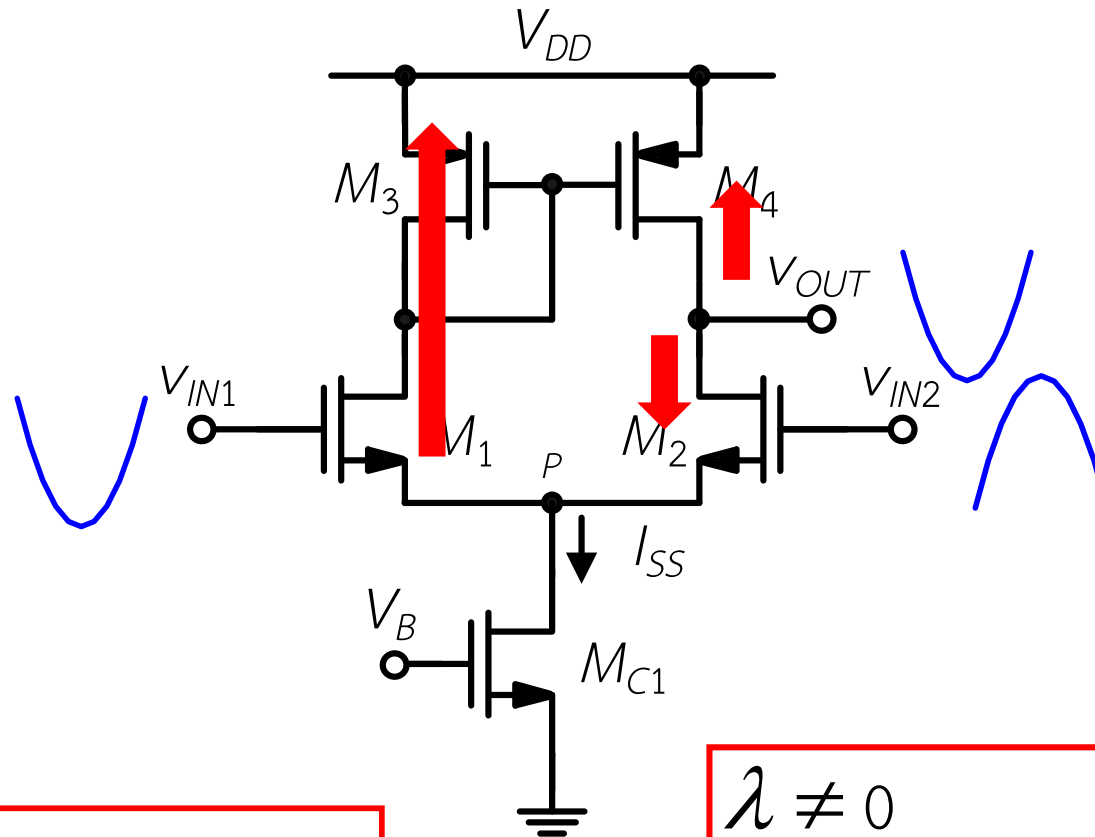 V_DD
M_3
M_4
v_OUT
v_IN1
v_IN2
M_1
M_2
P
I_SS
V_B
M_C1
λ ≠ 0